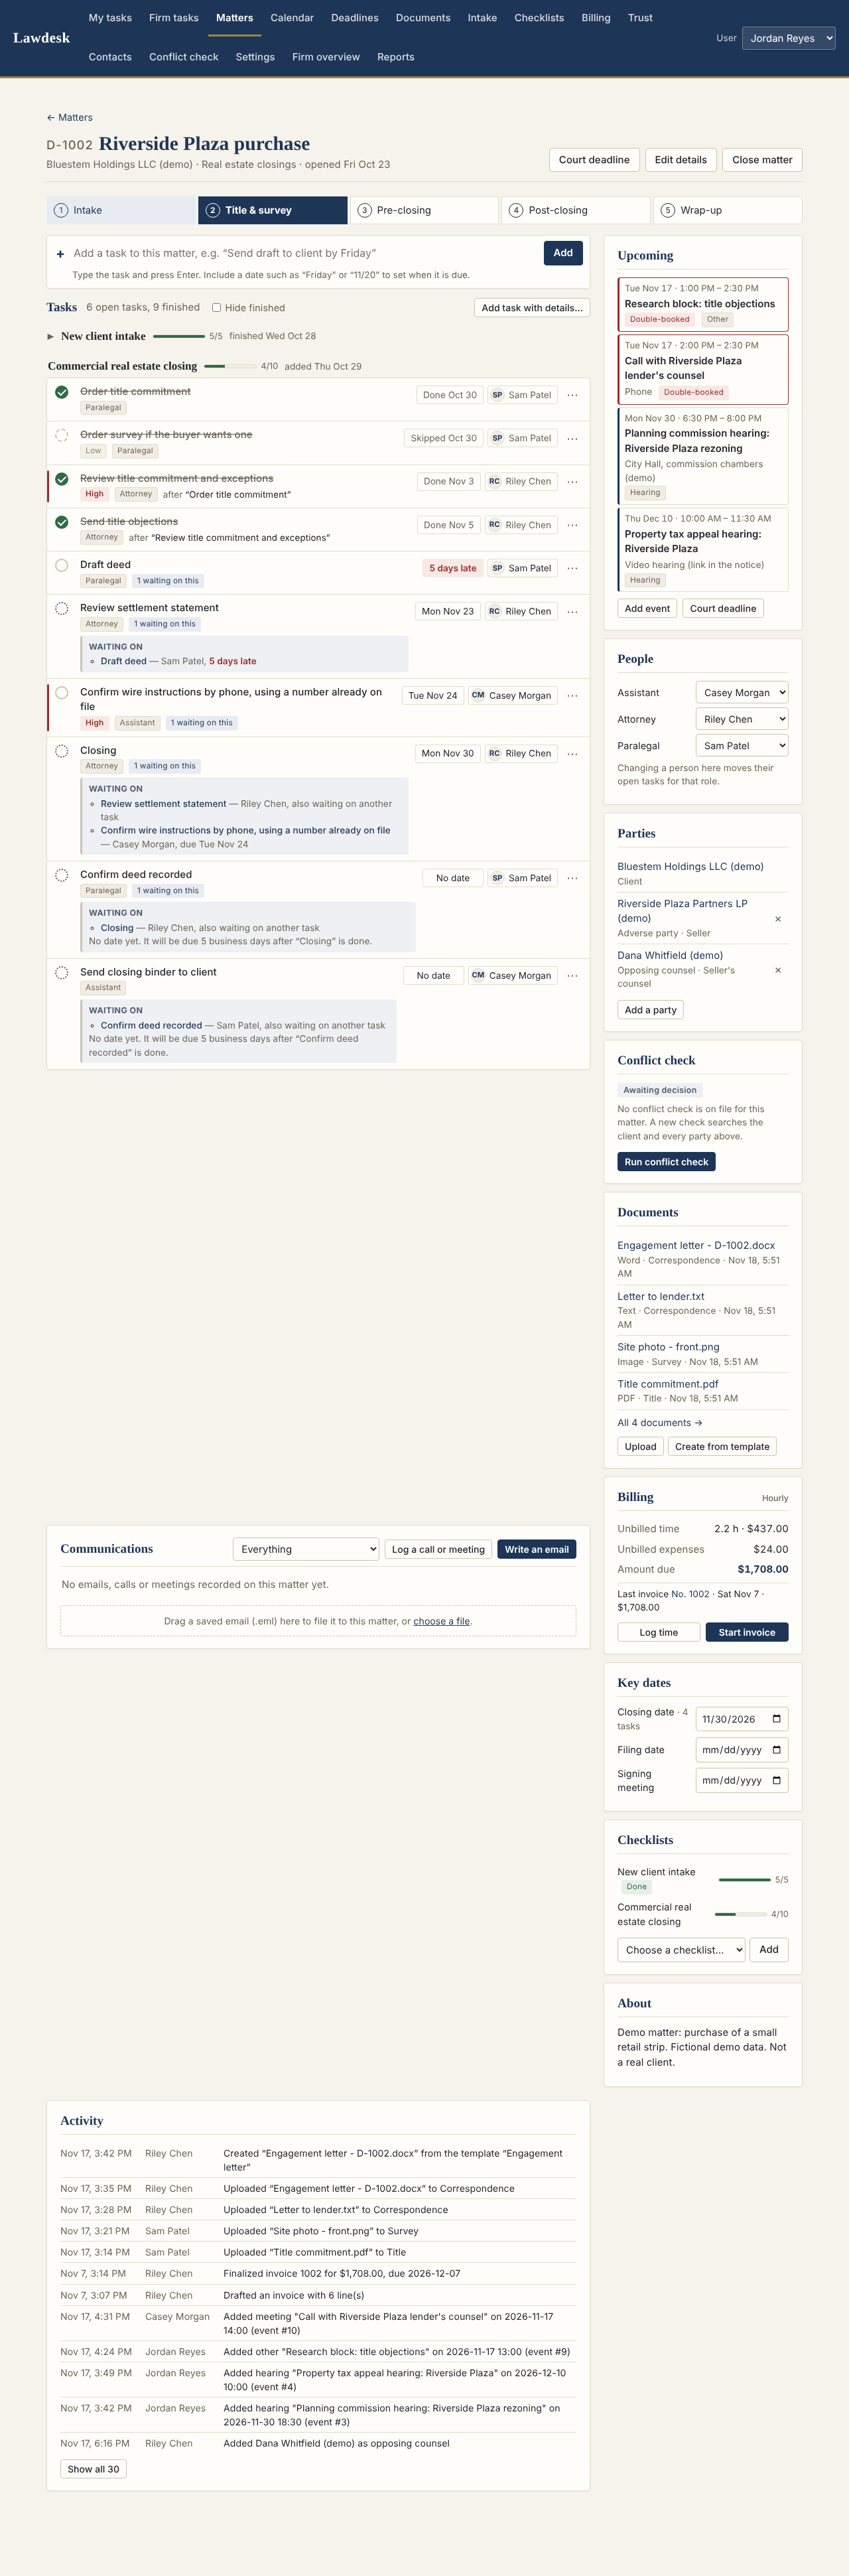 Lawdesk
My tasks
Firm tasks
Matters
Calendar
Deadlines
Documents
Intake
Checklists
Billing
Trust
Contacts
Conflict check
Settings
Firm overview
Reports
User
Jordan Reyes
← Matters
D-1002 Riverside Plaza purchase
Bluestem Holdings LLC (demo) · Real estate closings · opened Fri Oct 23
Court deadline
Edit details
Close matter
1 Intake
2 Title & survey
3 Pre-closing
4 Post-closing
5 Wrap-up
+ Add a task to this matter, e.g. “Send draft to client by Friday”
Add
Type the task and press Enter. Include a date such as “Friday” or “11/20” to set when it is due.
Tasks 6 open tasks, 9 finished
Hide finished
Add task with details...
▶ New client intake 5/5 finished Wed Oct 28
Commercial real estate closing 4/10 added Thu Oct 29
Order title commitment
Paralegal
Done Oct 30
SP Sam Patel
⋯
Order survey if the buyer wants one
Low Paralegal
Skipped Oct 30
SP Sam Patel
⋯
Review title commitment and exceptions
High Attorney after “Order title commitment”
Done Nov 3
RC Riley Chen
⋯
Send title objections
Attorney after “Review title commitment and exceptions”
Done Nov 5
RC Riley Chen
⋯
Draft deed
Paralegal 1 waiting on this
5 days late
SP Sam Patel
⋯
Review settlement statement
Attorney 1 waiting on this
Mon Nov 23
RC Riley Chen
⋯
WAITING ON
Draft deed — Sam Patel, 5 days late
Confirm wire instructions by phone, using a number already on
file
High Assistant 1 waiting on this
Tue Nov 24
CM Casey Morgan
⋯
Closing
Attorney 1 waiting on this
Mon Nov 30
RC Riley Chen
⋯
WAITING ON
Review settlement statement — Riley Chen, also waiting on another
task
Confirm wire instructions by phone, using a number already on file
— Casey Morgan, due Tue Nov 24
Confirm deed recorded
Paralegal 1 waiting on this
No date
SP Sam Patel
⋯
WAITING ON
Closing — Riley Chen, also waiting on another task
No date yet. It will be due 5 business days after “Closing” is done.
Send closing binder to client
Assistant
No date
CM Casey Morgan
⋯
WAITING ON
Confirm deed recorded — Sam Patel, also waiting on another task
No date yet. It will be due 5 business days after “Confirm deed
recorded” is done.
Upcoming
Tue Nov 17 · 1:00 PM – 2:30 PM
Research block: title objections
Double-booked Other
Tue Nov 17 · 2:00 PM – 2:30 PM
Call with Riverside Plaza
lender's counsel
Phone Double-booked
Mon Nov 30 · 6:30 PM – 8:00 PM
Planning commission hearing:
Riverside Plaza rezoning
City Hall, commission chambers
(demo)
Hearing
Thu Dec 10 · 10:00 AM – 11:30 AM
Property tax appeal hearing:
Riverside Plaza
Video hearing (link in the notice)
Hearing
Add event
Court deadline
People
Assistant Casey Morgan
Attorney Riley Chen
Paralegal Sam Patel
Changing a person here moves their
open tasks for that role.
Parties
Bluestem Holdings LLC (demo)
Client
Riverside Plaza Partners LP
(demo)
Adverse party · Seller
×
Dana Whitfield (demo)
Opposing counsel · Seller's
counsel
×
Add a party
Conflict check
Awaiting decision
No conflict check is on file for this
matter. A new check searches the
client and every party above.
Run conflict check
Documents
Engagement letter - D-1002.docx
Word · Correspondence · Nov 18, 5:51
AM
Letter to lender.txt
Text · Correspondence · Nov 18, 5:51
AM
Site photo - front.png
Image · Survey · Nov 18, 5:51 AM
Title commitment.pdf
PDF · Title · Nov 18, 5:51 AM
All 4 documents →
Upload
Create from template
Billing Hourly
Unbilled time 2.2 h · $437.00
Unbilled expenses $24.00
Amount due $1,708.00
Last invoice No. 1002 · Sat Nov 7 ·
$1,708.00
Log time
Start invoice
Key dates
Closing date · 4
tasks
11/30/2026
Filing date mm/dd/yyyy
Signing
meeting
mm/dd/yyyy
Checklists
New client intake
Done
5/5
Commercial real
estate closing
4/10
Choose a checklist...
Add
About
Demo matter: purchase of a small
retail strip. Fictional demo data. Not
a real client.
Communications
Everything
Log a call or meeting
Write an email
No emails, calls or meetings recorded on this matter yet.
Drag a saved email (.eml) here to file it to this matter, or choose a file.
Activity
Nov 17, 3:42 PM Riley Chen Created “Engagement letter - D-1002.docx” from the template “Engagement
letter”
Nov 17, 3:35 PM Riley Chen Uploaded “Engagement letter - D-1002.docx” to Correspondence
Nov 17, 3:28 PM Riley Chen Uploaded “Letter to lender.txt” to Correspondence
Nov 17, 3:21 PM Sam Patel Uploaded “Site photo - front.png” to Survey
Nov 17, 3:14 PM Sam Patel Uploaded “Title commitment.pdf” to Title
Nov 7, 3:14 PM Riley Chen Finalized invoice 1002 for $1,708.00, due 2026-12-07
Nov 7, 3:07 PM Riley Chen Drafted an invoice with 6 line(s)
Nov 17, 4:31 PM Casey Morgan Added meeting "Call with Riverside Plaza lender's counsel" on 2026-11-17
14:00 (event #10)
Nov 17, 4:24 PM Jordan Reyes Added other "Research block: title objections" on 2026-11-17 13:00 (event #9)
Nov 17, 3:49 PM Jordan Reyes Added hearing "Property tax appeal hearing: Riverside Plaza" on 2026-12-10
10:00 (event #4)
Nov 17, 3:42 PM Jordan Reyes Added hearing "Planning commission hearing: Riverside Plaza rezoning" on
2026-11-30 18:30 (event #3)
Nov 17, 6:16 PM Riley Chen Added Dana Whitfield (demo) as opposing counsel
Show all 30